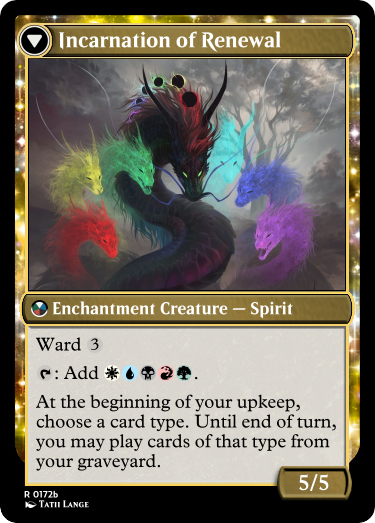 Incarnation of Renewal
Enchantment Creature — Spirit
Ward 3
: Add .
At the beginning of your upkeep,
choose a card type. Until end of turn,
you may play cards of that type from
your graveyard.
5/5
R 0172b
Tatii Lange